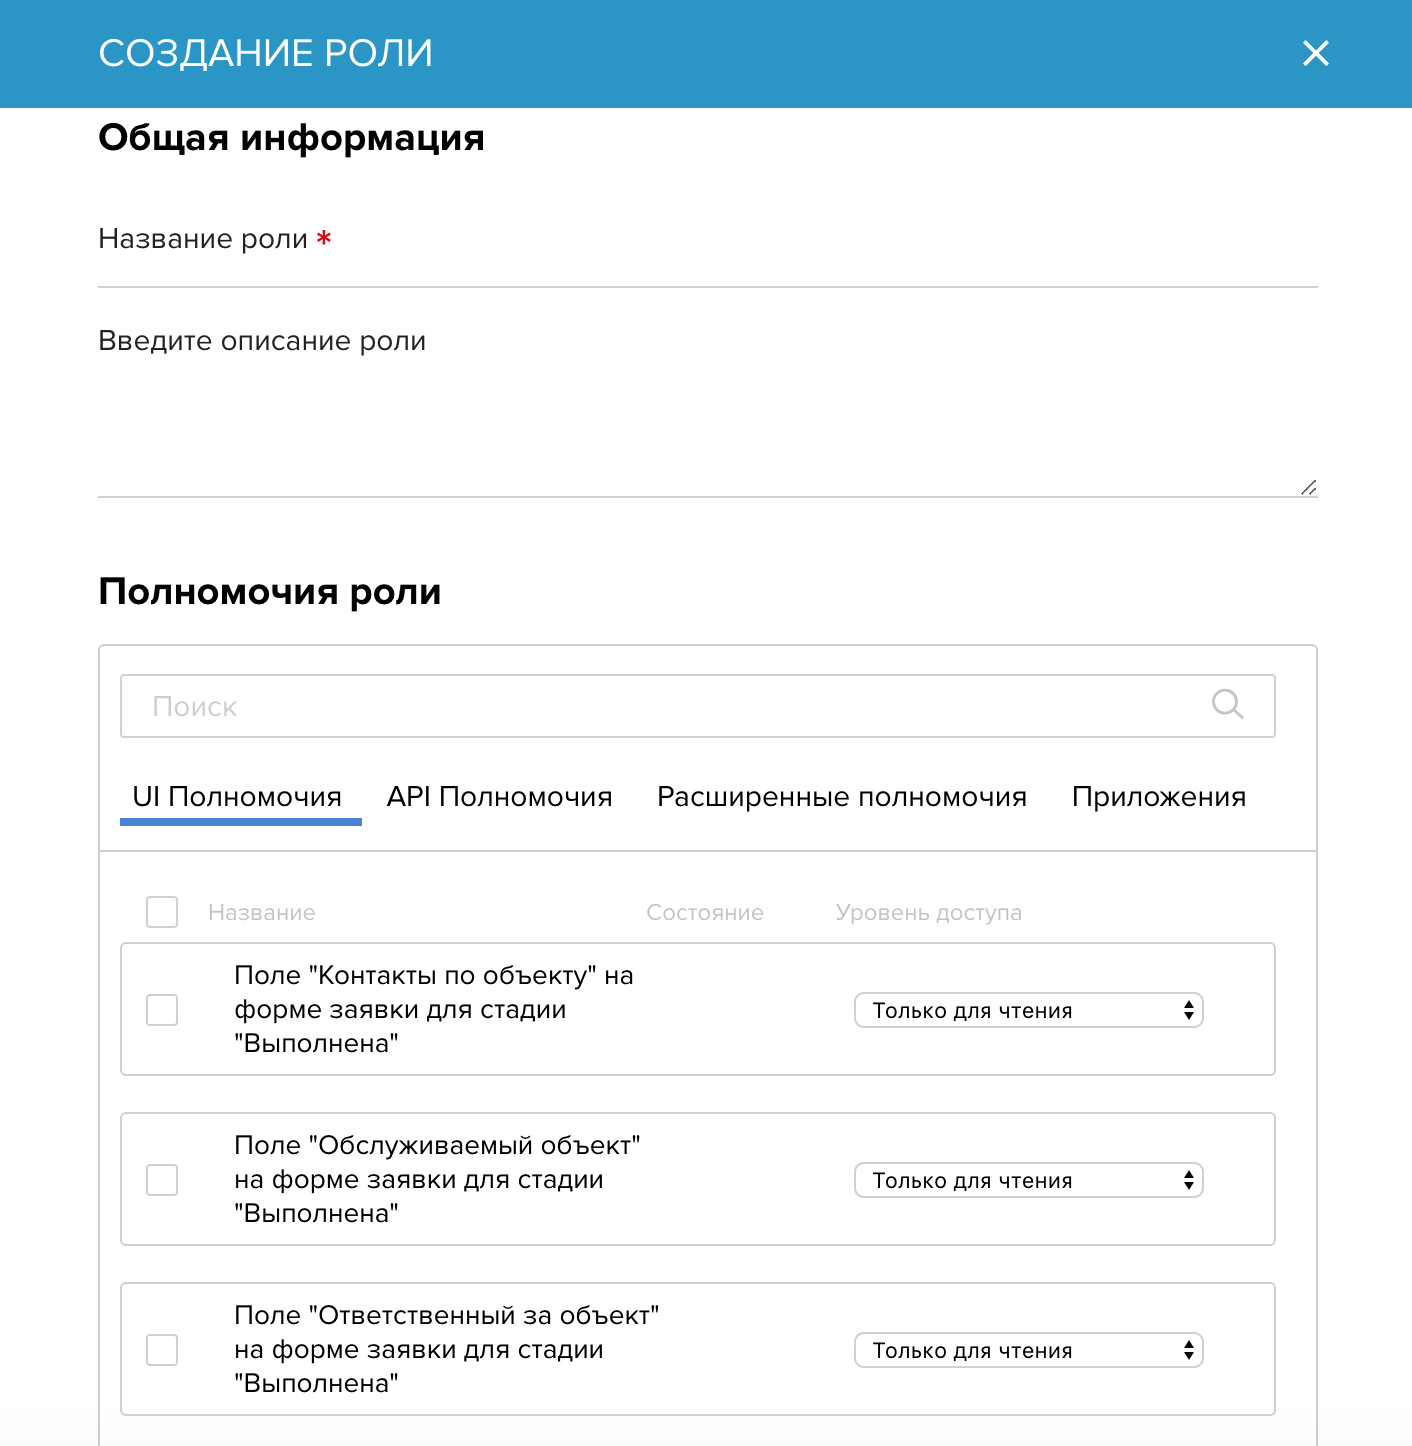 СОЗДАНИЕ РОЛИ
Общая информация
Название роли *
Введите описание роли
Полномочия роли
Поиск
UI Полномочия API Полномочия Расширенные полномочия Приложения
Название Состояние Уровень доступа
Поле "Контакты по объекту" на
форме заявки для стадии
"Выполнена"
Только для чтения
Поле "Обслуживаемый объект"
на форме заявки для стадии
"Выполнена"
Только для чтения
Поле "Ответственный за объект"
на форме заявки для стадии
"Выполнена"
Только для чтения